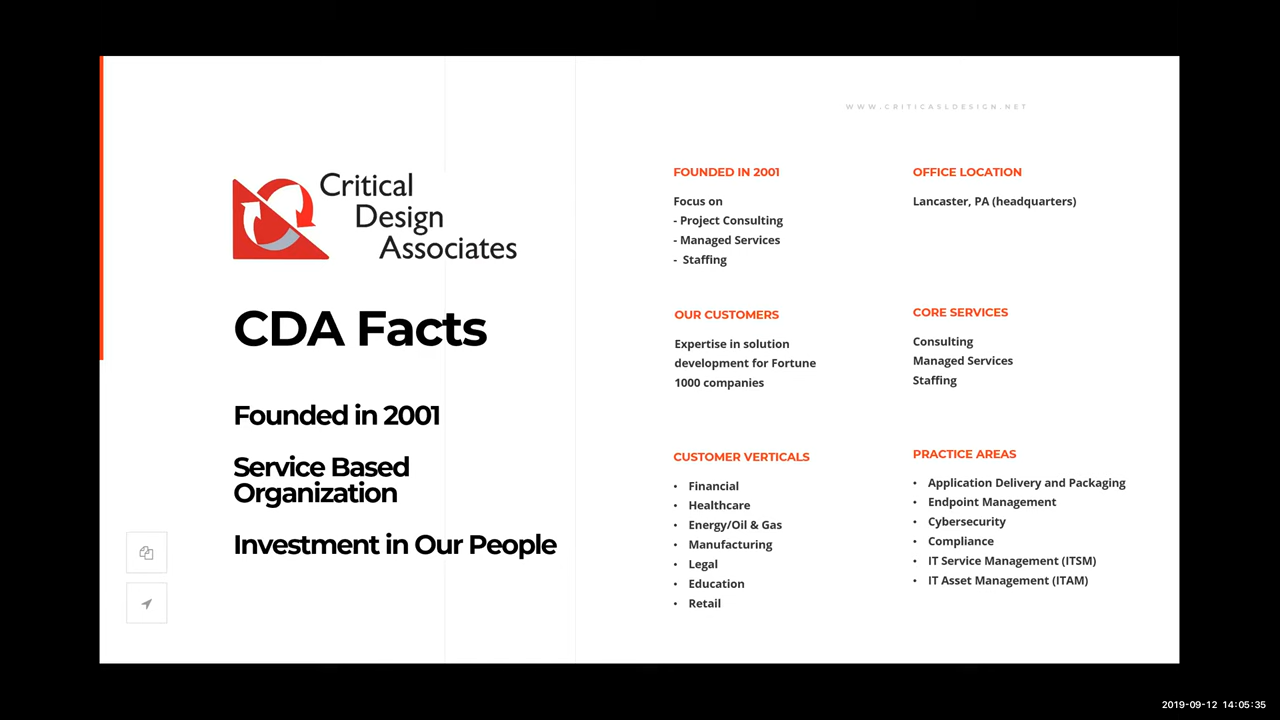 WWW.CRITICASLDESIGN.NET
Critical
Design
Associates
CDA Facts
Founded in 2001
Service Based
Organization
Investment in Our People
FOUNDED IN 2001
Focus on
- Project Consulting
- Managed Services
- Staffing
OFFICE LOCATION
Lancaster, PA (headquarters)
OUR CUSTOMERS
Expertise in solution
development for Fortune
1000 companies
CORE SERVICES
Consulting
Managed Services
Staffing
CUSTOMER VERTICALS
• Financial
• Healthcare
• Energy/Oil & Gas
• Manufacturing
• Legal
• Education
• Retail
PRACTICE AREAS
• Application Delivery and Packaging
• Endpoint Management
• Cybersecurity
• Compliance
• IT Service Management (ITSM)
• IT Asset Management (ITAM)
2019-09-12 14:05:35